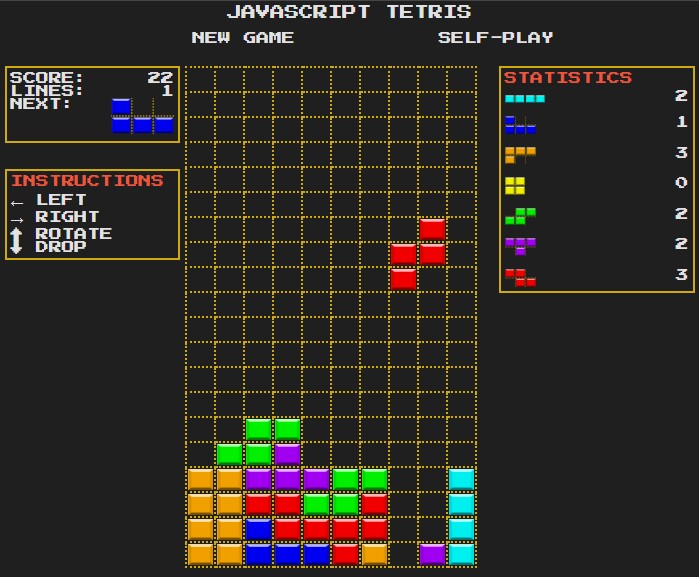 JAVASCRIPT TETRIS
NEW GAME
SELF-PLAY
SCORE: 22
LINES: 1
NEXT:
INSTRUCTIONS
← LEFT
→ RIGHT
↕ ROTATE
DROP
STATISTICS
2
1
3
0
2
2
3